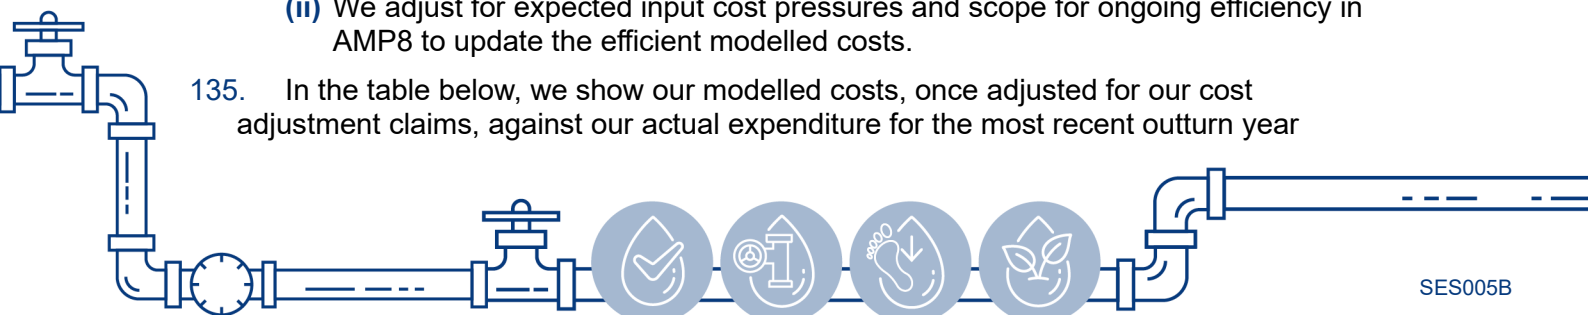 (ii) We adjust for expected input cost pressures and scope for ongoing efficiency in
AMP8 to update the efficient modelled costs.
135. In the table below, we show our modelled costs, once adjusted for our cost
adjustment claims, against our actual expenditure for the most recent outturn year
SES005B